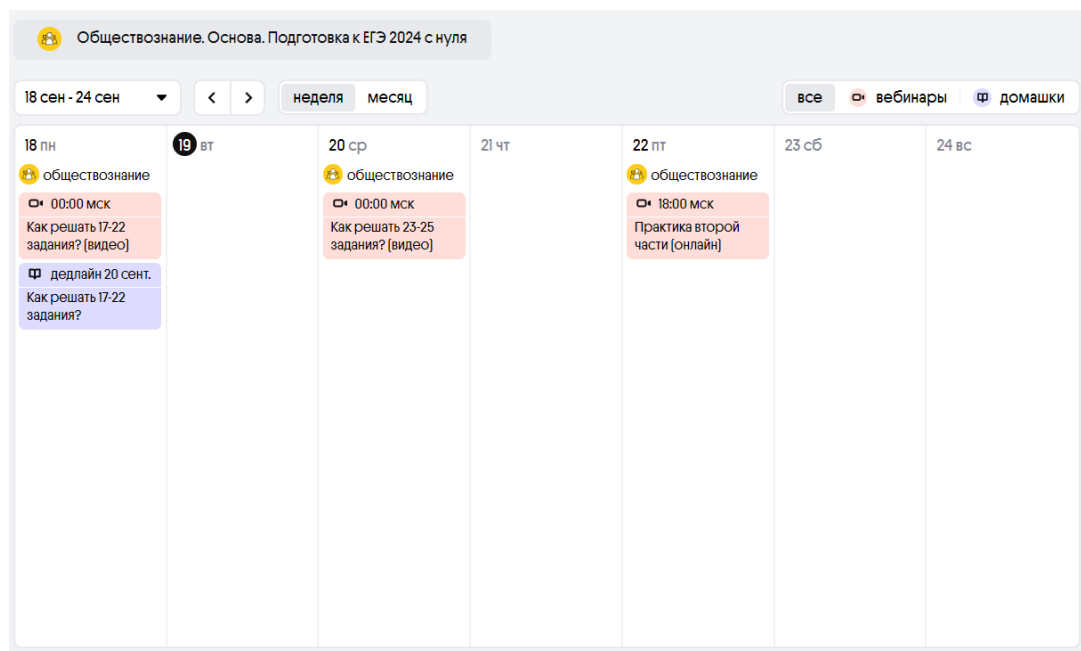 Обществознание. Основа. Подготовка к ЕГЭ 2024 с нуля
18 сен - 24 сен
неделя
месяц
все
вебинары
домашки
18 пн
19 вт
20 ср
21 чт
22 пт
23 сб
24 вс
обществознание
00:00 мск
Как решать 17-22
задания? (видео)
дедлайн 20 сент.
Как решать 17-22
задания?
обществознание
00:00 мск
Как решать 23-25
задания? (видео)
обществознание
18:00 мск
Практика второй
части (онлайн)